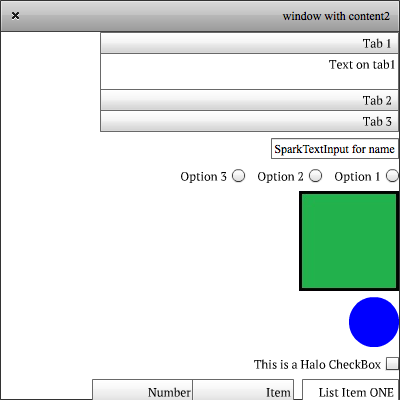 window with content2
Tab 1
Text on tab1
Tab 2
Tab 3
SparkTextInput for name
Option 3 Option 2 Option 1
This is a Halo CheckBox
Number Item List Item ONE